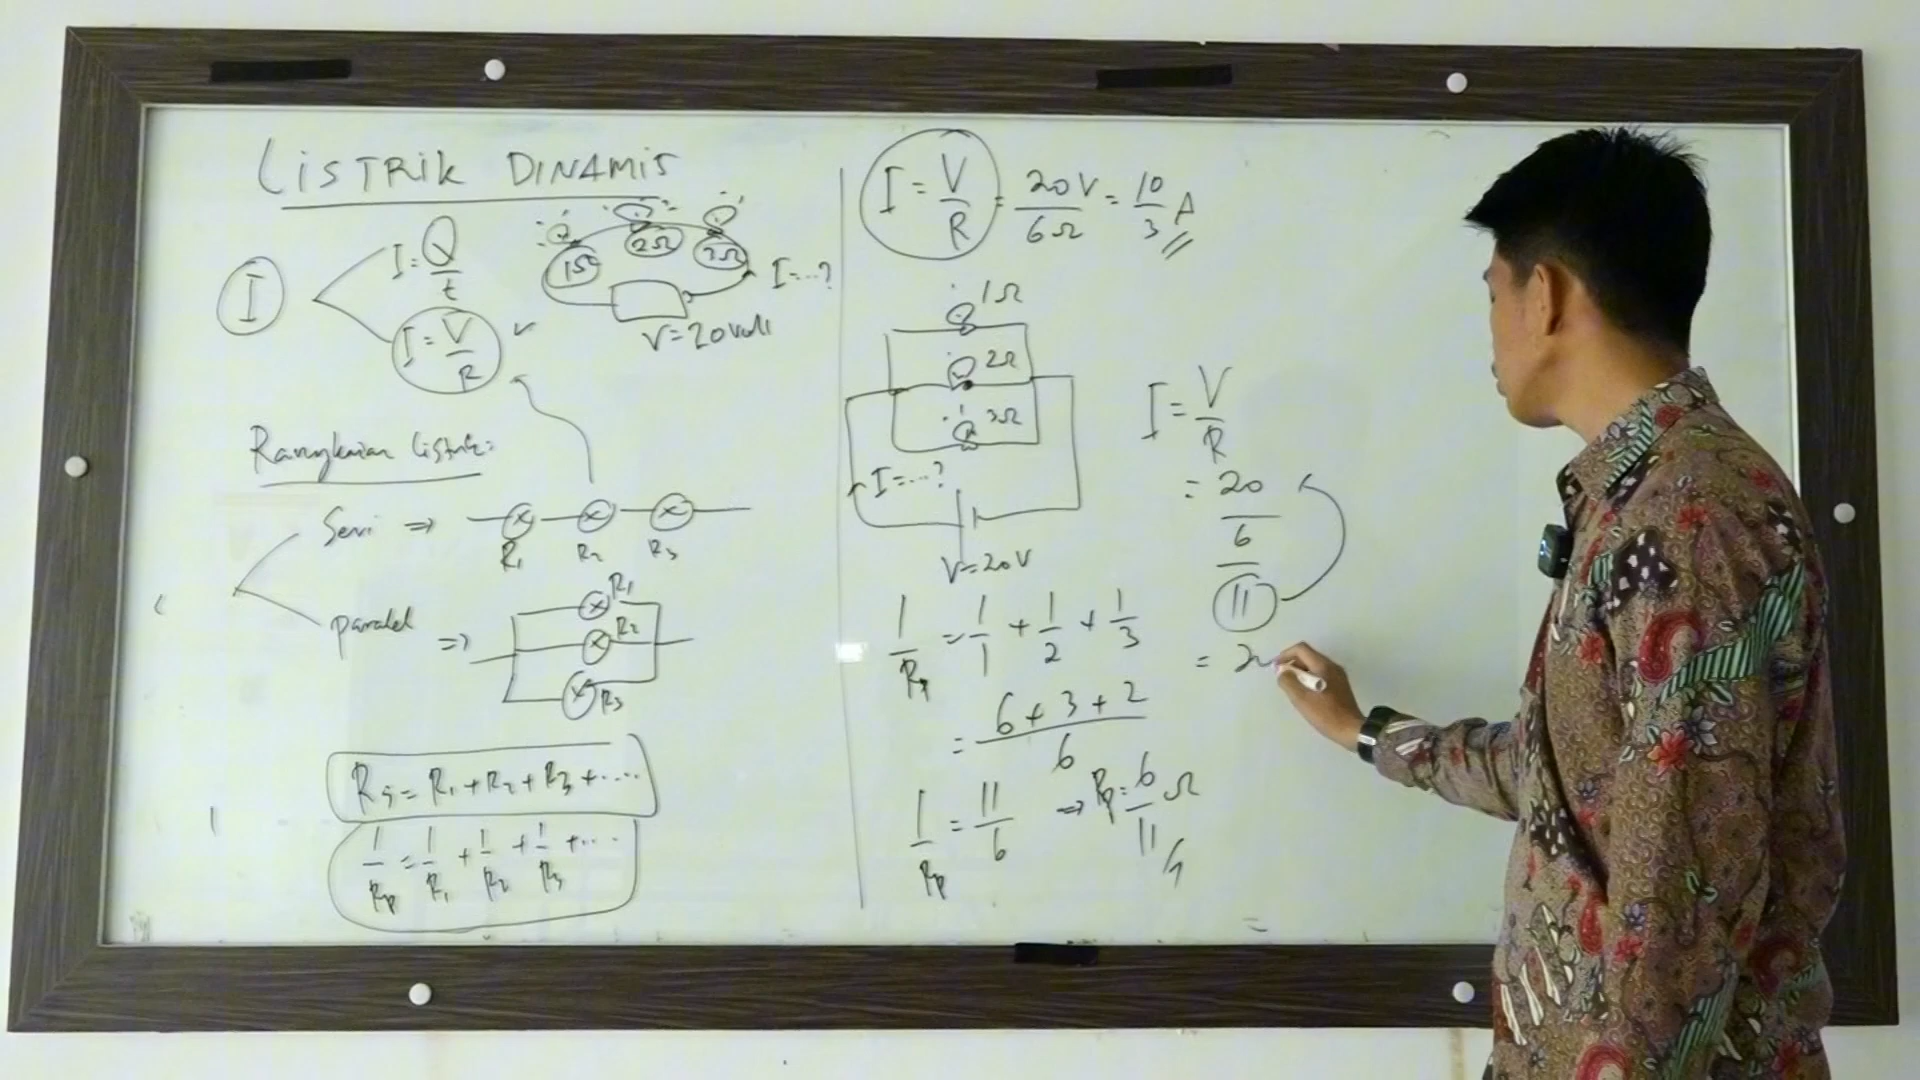 LISTRIK DINAMIS
I
I = Q/t
I = V/R
1Ω 2Ω 3Ω
I = ...?
V = 20 Volt
Rangkaian listrik:
Seri ⇒
R₁ R₂ R₃
paralel ⇒
R₁
R₂
R₃
Rs = R₁ + R₂ + R₃ + ....
1/Rp = 1/R₁ + 1/R₂ + 1/R₃ + ....
I = V/R = 20V/6Ω = 10/3 A
1Ω
2Ω
3Ω
I = ...?
V = 20V
1/Rp = 1/1 + 1/2 + 1/3
= 6 + 3 + 2 / 6
1/Rp = 11/6 ⇒ Rp = 6/11 Ω
I = V/R
= 20
6
11
= 2